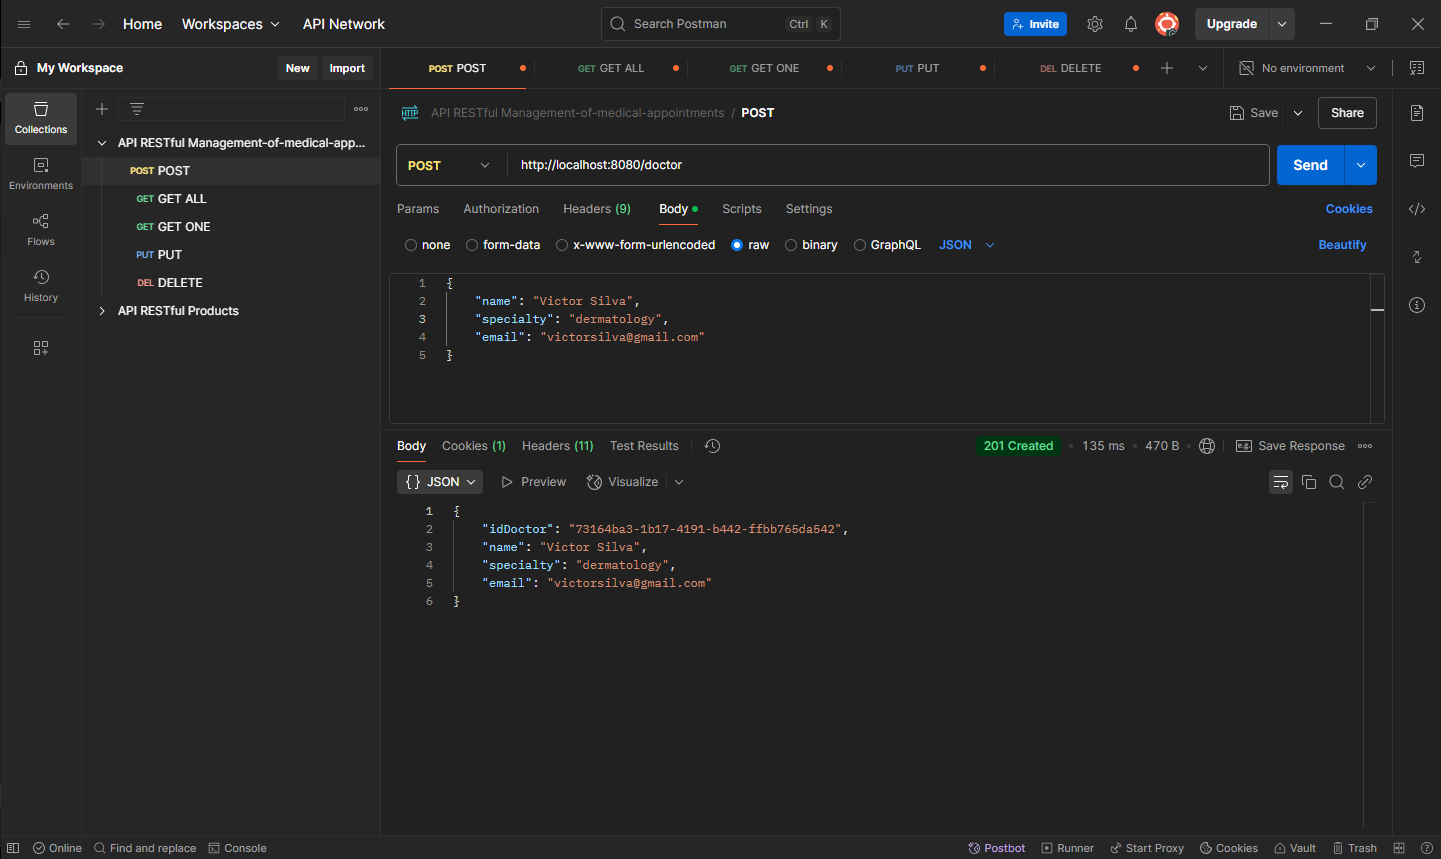 Home Workspaces API Network Search Postman Ctrl K Invite Upgrade
My Workspace New Import POST POST GET GET ALL GET GET ONE PUT PUT DEL DELETE No environment
Collections
Environments
Flows
History
API RESTful Management-of-medical-app...
POST POST
GET GET ALL
GET GET ONE
PUT PUT
DEL DELETE
API RESTful Products
HTTP API RESTful Management-of-medical-appointments / POST Save Share
POST http://localhost:8080/doctor Send
Params Authorization Headers (9) Body Scripts Settings Cookies
none form-data x-www-form-urlencoded raw binary GraphQL JSON Beautify
1 {
2 "name": "Victor Silva",
3 "specialty": "dermatology",
4 "email": "victorsilva@gmail.com"
5 }
Body Cookies (1) Headers (11) Test Results 201 Created 135 ms 470 B e.g. Save Response
{} JSON Preview Visualize
1 {
2 "idDoctor": "73164ba3-1b17-4191-b442-ffbb765da542",
3 "name": "Victor Silva",
4 "specialty": "dermatology",
5 "email": "victorsilva@gmail.com"
6 }
Online Find and replace Console Postbot Runner Start Proxy Cookies Vault Trash